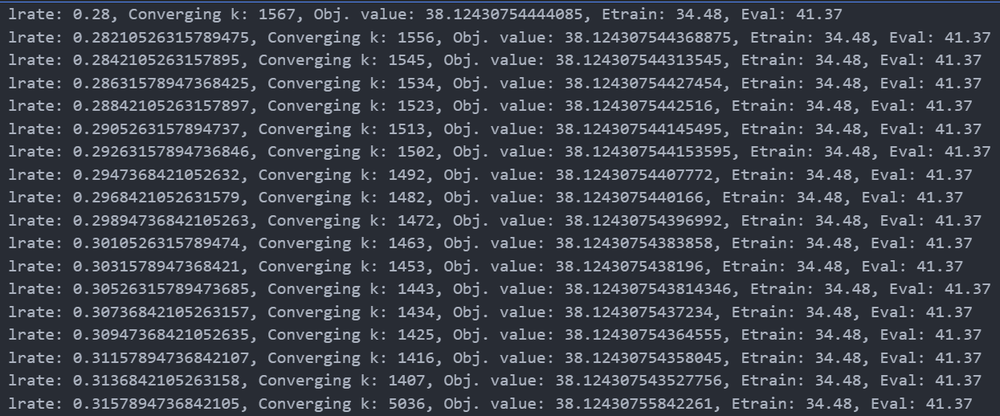 lrate: 0.28, Converging k: 1567, Obj. value: 38.12430754444085, Etrain: 34.48, Eval: 41.37
lrate: 0.28210526315789475, Converging k: 1556, Obj. value: 38.124307544368875, Etrain: 34.48, Eval: 41.37
lrate: 0.2842105263157895, Converging k: 1545, Obj. value: 38.124307544313545, Etrain: 34.48, Eval: 41.37
lrate: 0.28631578947368425, Converging k: 1534, Obj. value: 38.12430754427454, Etrain: 34.48, Eval: 41.37
lrate: 0.28842105263157897, Converging k: 1523, Obj. value: 38.1243075442516, Etrain: 34.48, Eval: 41.37
lrate: 0.2905263157894737, Converging k: 1513, Obj. value: 38.124307544145495, Etrain: 34.48, Eval: 41.37
lrate: 0.29263157894736846, Converging k: 1502, Obj. value: 38.124307544153595, Etrain: 34.48, Eval: 41.37
lrate: 0.2947368421052632, Converging k: 1492, Obj. value: 38.12430754407772, Etrain: 34.48, Eval: 41.37
lrate: 0.2968421052631579, Converging k: 1482, Obj. value: 38.1243075440166, Etrain: 34.48, Eval: 41.37
lrate: 0.29894736842105263, Converging k: 1472, Obj. value: 38.12430754396992, Etrain: 34.48, Eval: 41.37
lrate: 0.3010526315789474, Converging k: 1463, Obj. value: 38.12430754383858, Etrain: 34.48, Eval: 41.37
lrate: 0.3031578947368421, Converging k: 1453, Obj. value: 38.1243075438196, Etrain: 34.48, Eval: 41.37
lrate: 0.30526315789473685, Converging k: 1443, Obj. value: 38.124307543814346, Etrain: 34.48, Eval: 41.37
lrate: 0.30736842105263157, Converging k: 1434, Obj. value: 38.1243075437234, Etrain: 34.48, Eval: 41.37
lrate: 0.30947368421052635, Converging k: 1425, Obj. value: 38.12430754364555, Etrain: 34.48, Eval: 41.37
lrate: 0.31157894736842107, Converging k: 1416, Obj. value: 38.12430754358045, Etrain: 34.48, Eval: 41.37
lrate: 0.3136842105263158, Converging k: 1407, Obj. value: 38.124307543527756, Etrain: 34.48, Eval: 41.37
lrate: 0.3157894736842105, Converging k: 5036, Obj. value: 38.12430755842261, Etrain: 34.48, Eval: 41.37